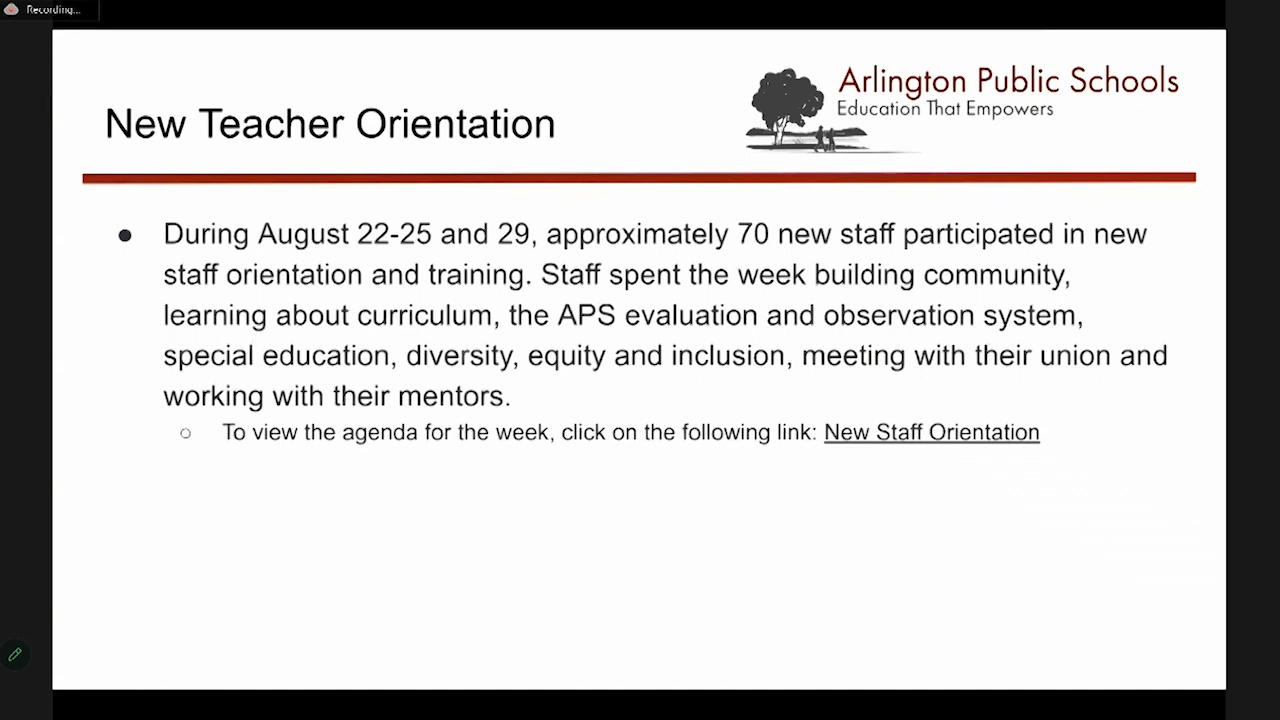 Recording...
Arlington Public Schools
Education That Empowers
New Teacher Orientation
● During August 22-25 and 29, approximately 70 new staff participated in new
staff orientation and training. Staff spent the week building community,
learning about curriculum, the APS evaluation and observation system,
special education, diversity, equity and inclusion, meeting with their union and
working with their mentors.
○ To view the agenda for the week, click on the following link: New Staff Orientation